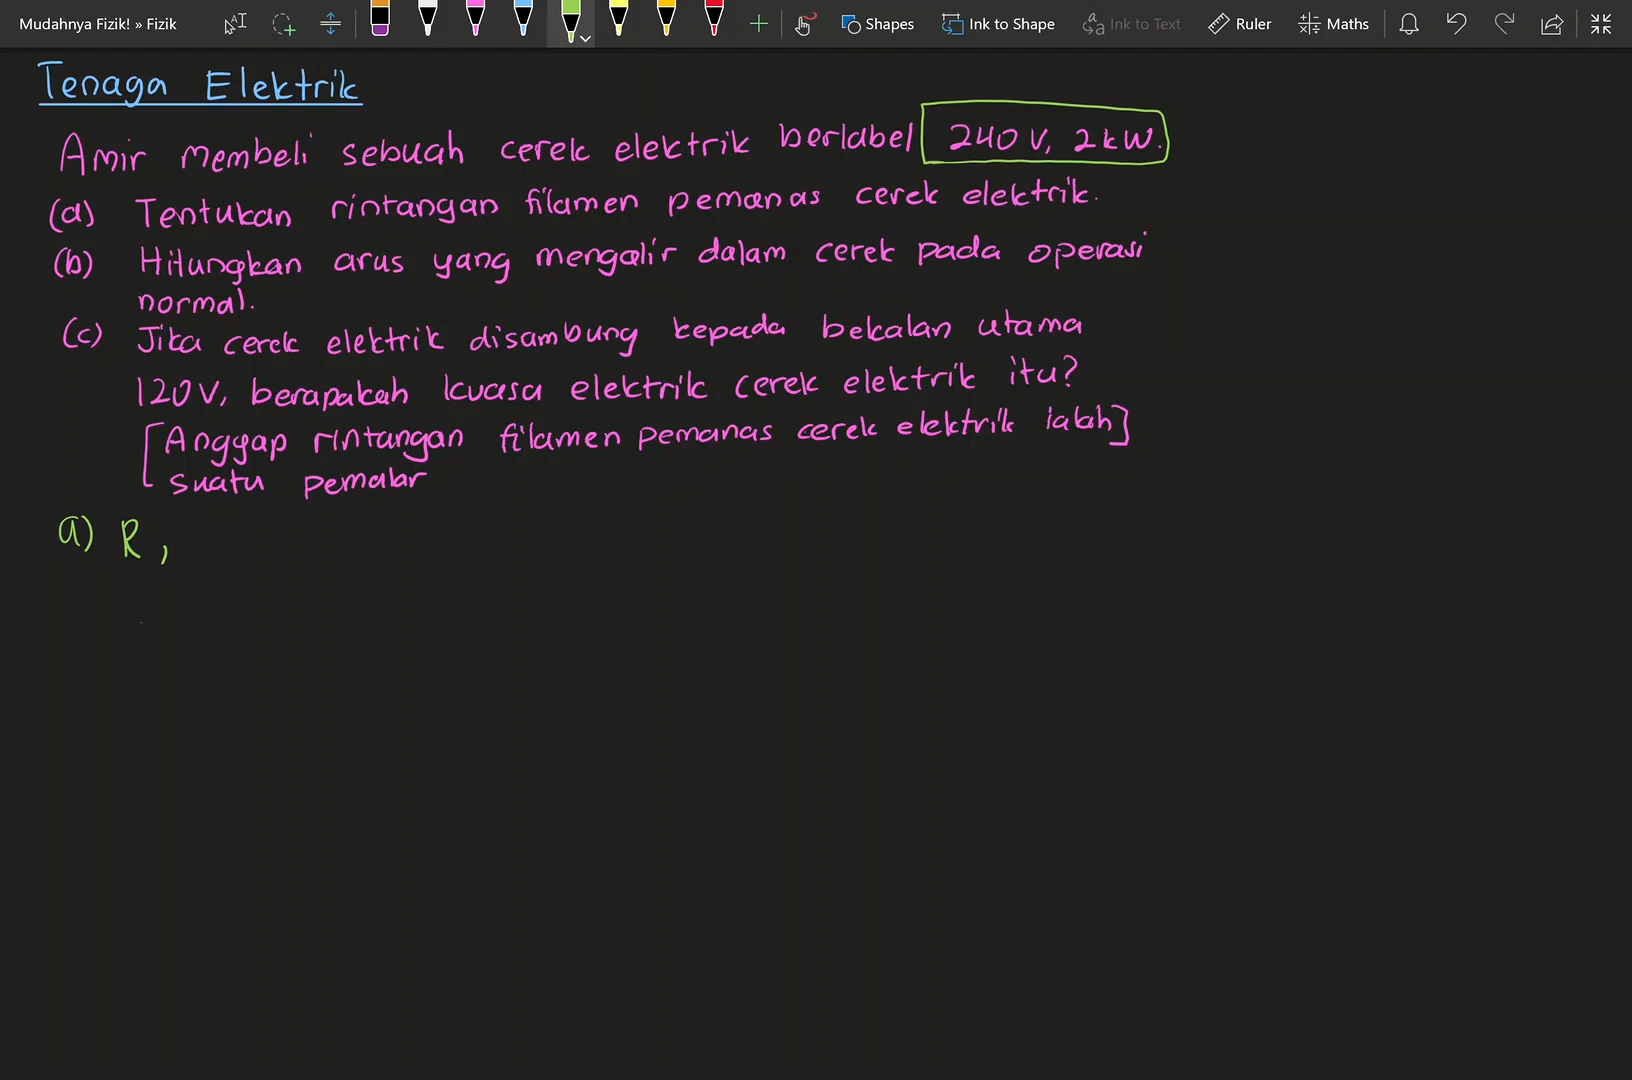 Mudahnya Fizik! » Fizik
Shapes
Ink to Shape
Ink to Text
Ruler
Maths
Tenaga Elektrik
Amir membeli sebuah cerek elektrik berlabel 240 V, 2 kW.
(a) Tentukan rintangan filamen pemanas cerek elektrik.
(b) Hitungkan arus yang mengalir dalam cerek pada operasi
normal.
(c) Jika cerek elektrik disambung kepada bekalan utama
120 V, berapakah kuasa elektrik cerek elektrik itu?
[Anggap rintangan filamen pemanas cerek elektrik ialah]
suatu pemalar
a) R,